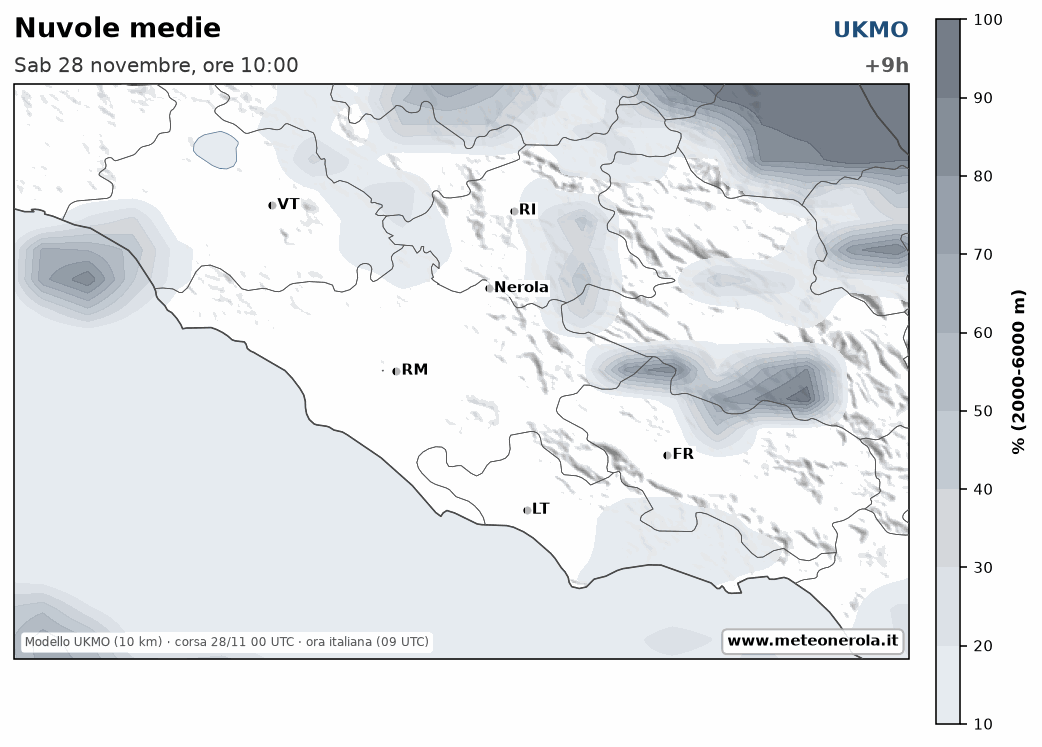 Nuvole medie
UKMO
Sab 28 novembre, ore 10:00
+9h
VT
RI
Nerola
RM
FR
LT
Modello UKMO (10 km) · corsa 28/11 00 UTC · ora italiana (09 UTC)
www.meteonerola.it
100
90
80
70
60
50
40
30
20
10
% (2000-6000 m)